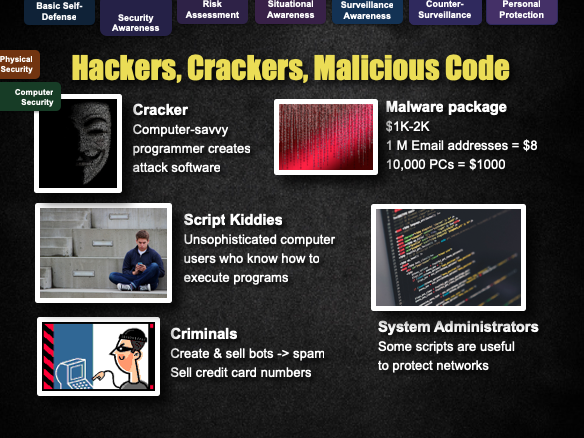 Basic Self-
Defense
Security
Awareness
Risk
Assessment
Situational
Awareness
Surveillance
Awareness
Counter-
Surveillance
Personal
Protection
Physical
Security
Computer
Security
Hackers, Crackers, Malicious Code
Cracker
Computer-savvy
programmer creates
attack software
Malware package
$1K-2K
1 M Email addresses = $8
10,000 PCs = $1000
Script Kiddies
Unsophisticated computer
users who know how to
execute programs
System Administrators
Some scripts are useful
to protect networks
Criminals
Create & sell bots -> spam
Sell credit card numbers